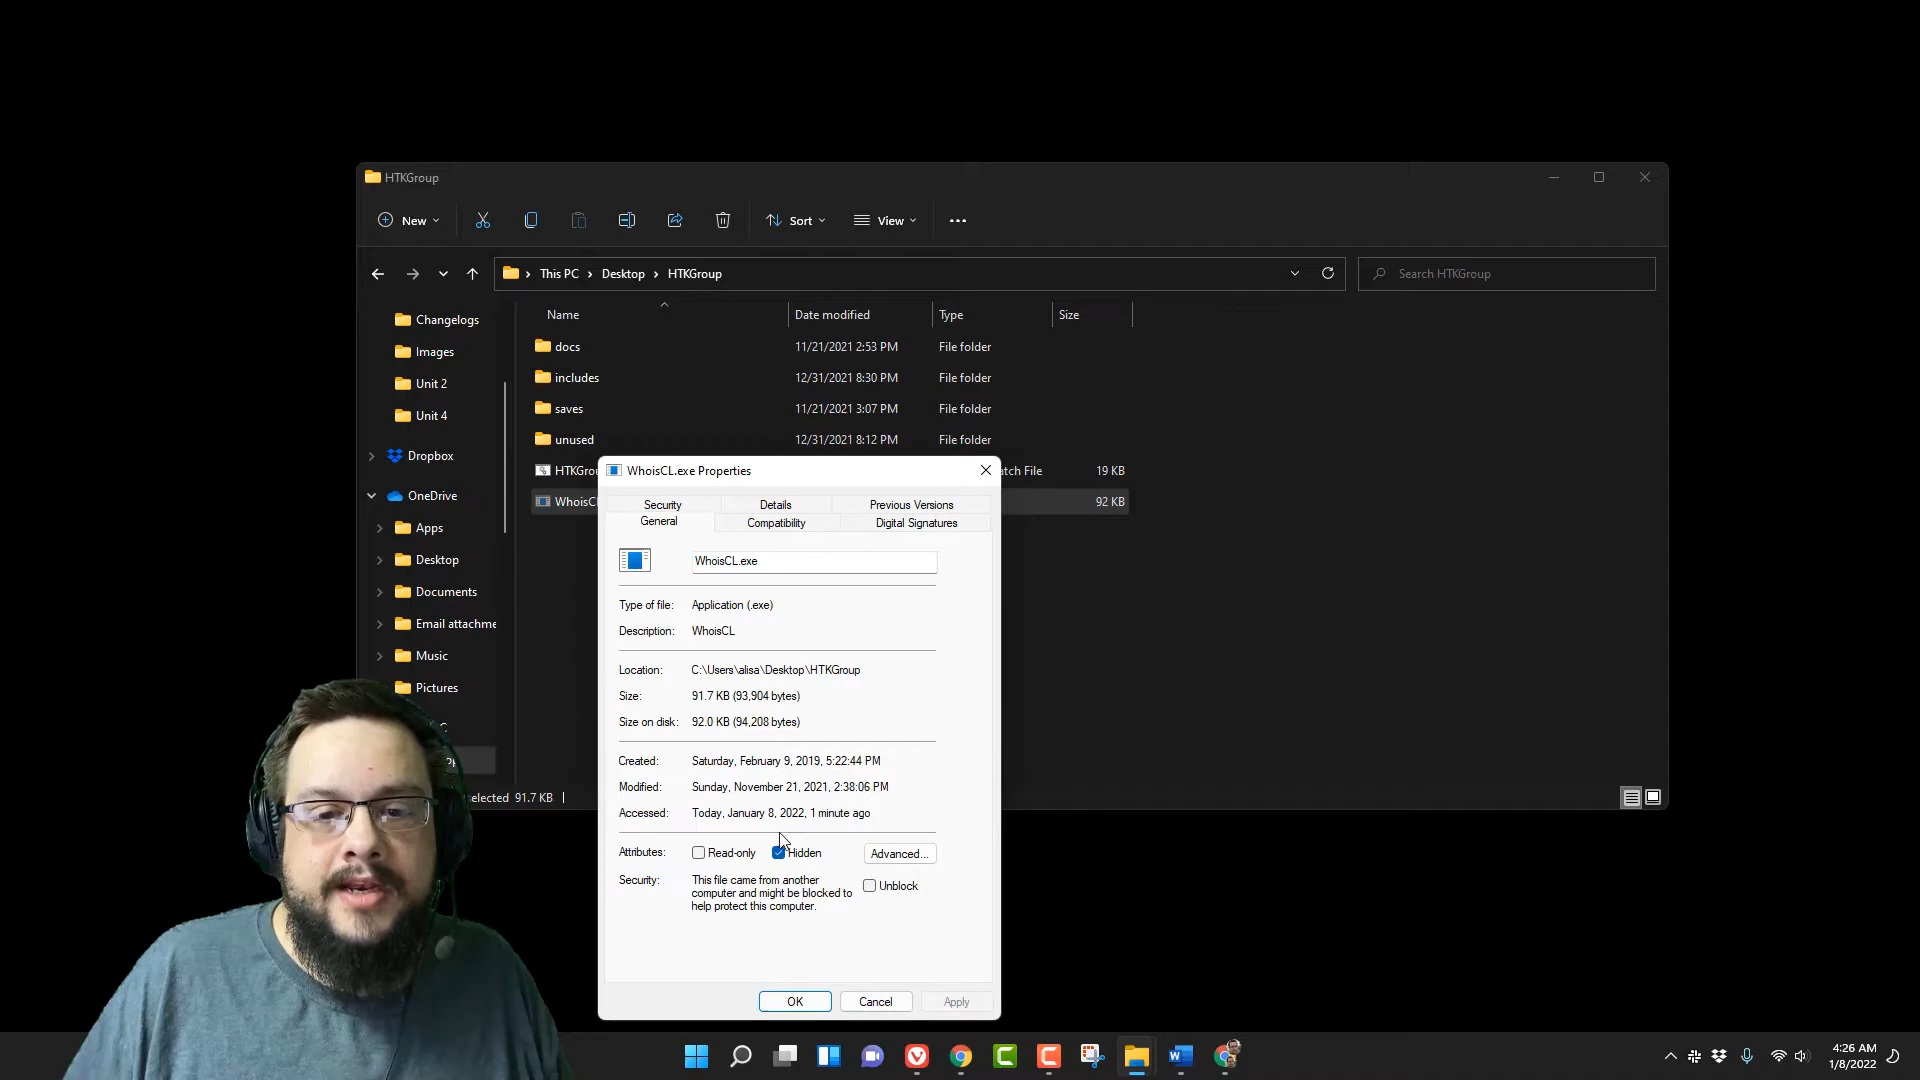 HTKGroup
New
Sort
View
This PC > Desktop > HTKGroup
Search HTKGroup
Name Date modified Type Size
Changelogs
Images
Unit 2
Unit 4
Dropbox
OneDrive
Apps
Desktop
Documents
Email attachme
Music
Pictures
docs 11/21/2021 2:53 PM File folder
includes 12/31/2021 8:30 PM File folder
saves 11/21/2021 3:07 PM File folder
unused 12/31/2021 8:12 PM File folder
HTKGrou atch File 19 KB
WhoisCL 92 KB
elected 91.7 KB
WhoisCL.exe Properties
Security Details Previous Versions
General Compatibility Digital Signatures
WhoisCL.exe
Type of file: Application (.exe)
Description: WhoisCL
Location: C:\Users\alisa\Desktop\HTKGroup
Size: 91.7 KB (93,904 bytes)
Size on disk: 92.0 KB (94,208 bytes)
Created: Saturday, February 9, 2019, 5:22:44 PM
Modified: Sunday, November 21, 2021, 2:38:06 PM
Accessed: Today, January 8, 2022, 1 minute ago
Attributes: Read-only Hidden Advanced...
Security: This file came from another
computer and might be blocked to
help protect this computer.
Unblock
OK Cancel Apply
4:26 AM
1/8/2022